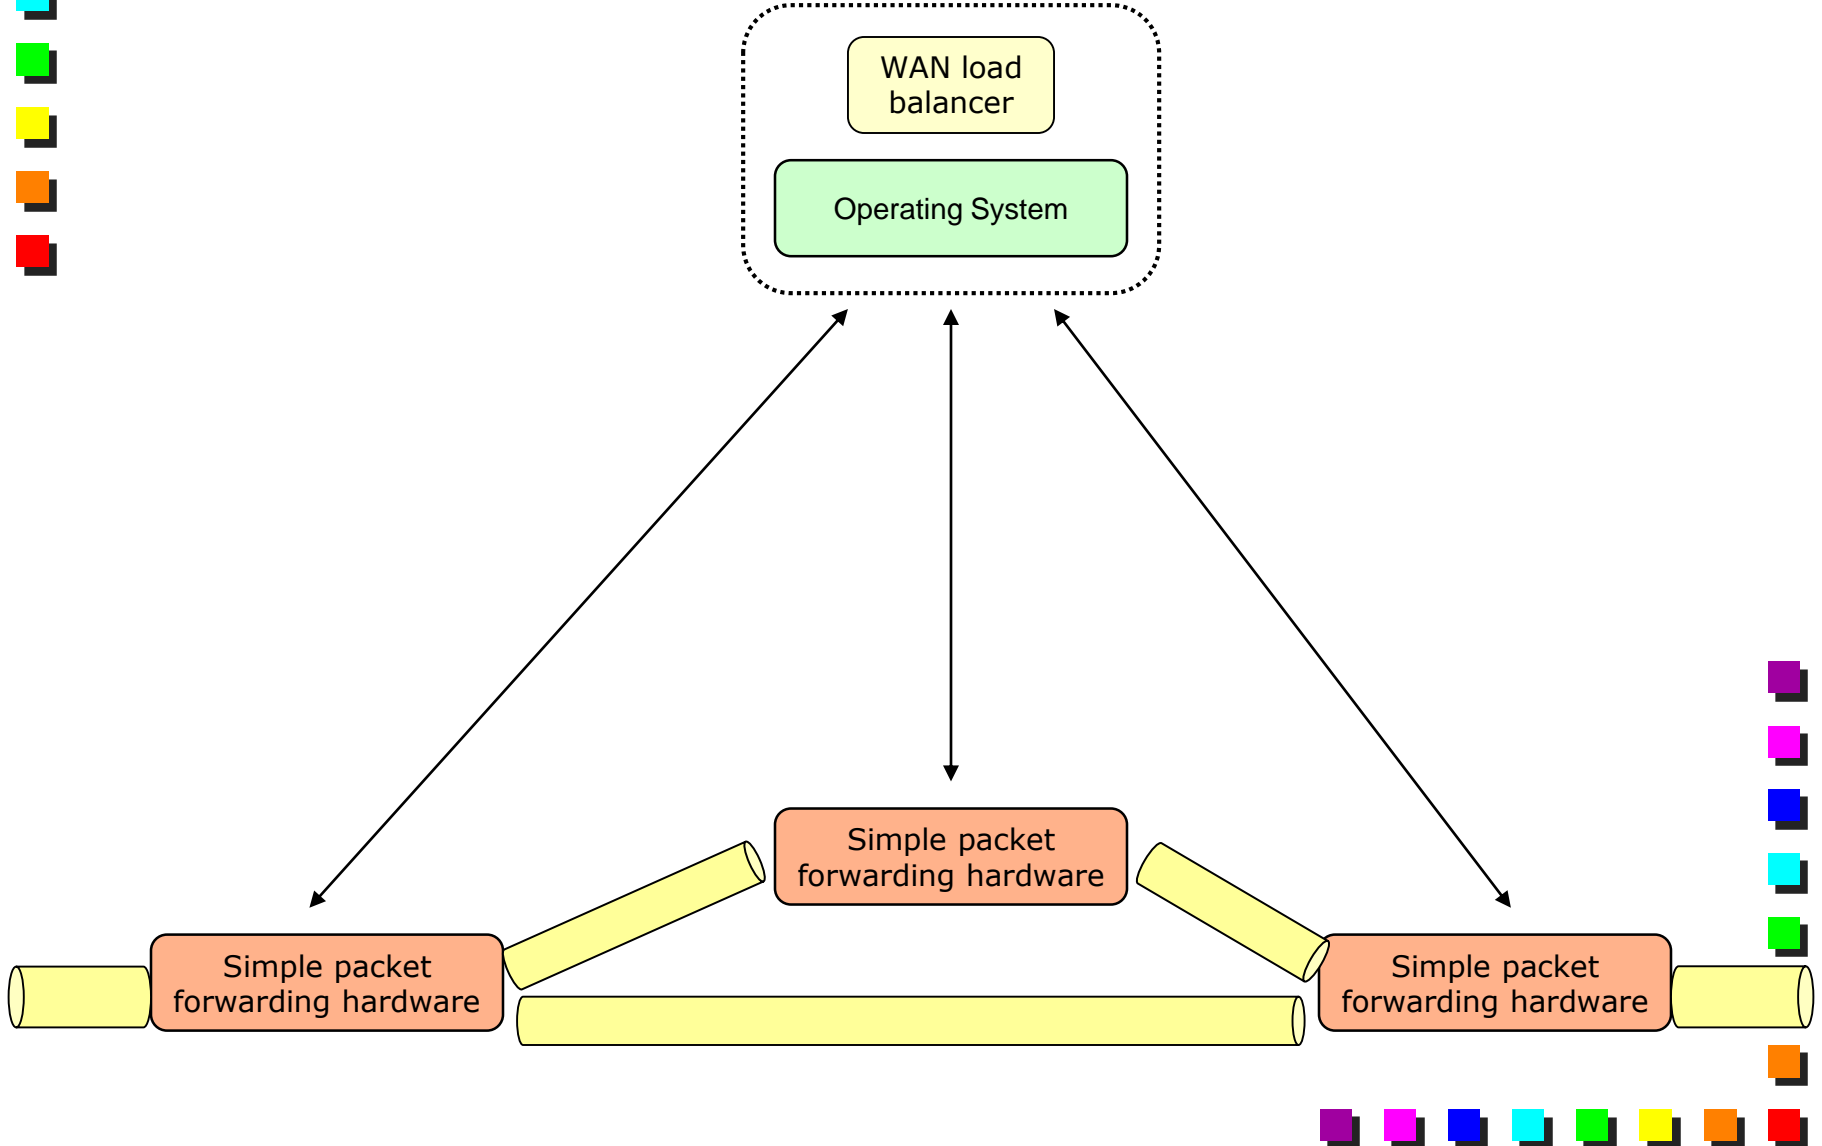 WAN load
balancer
Operating System
Simple packet
forwarding hardware
Simple packet
forwarding hardware
Simple packet
forwarding hardware